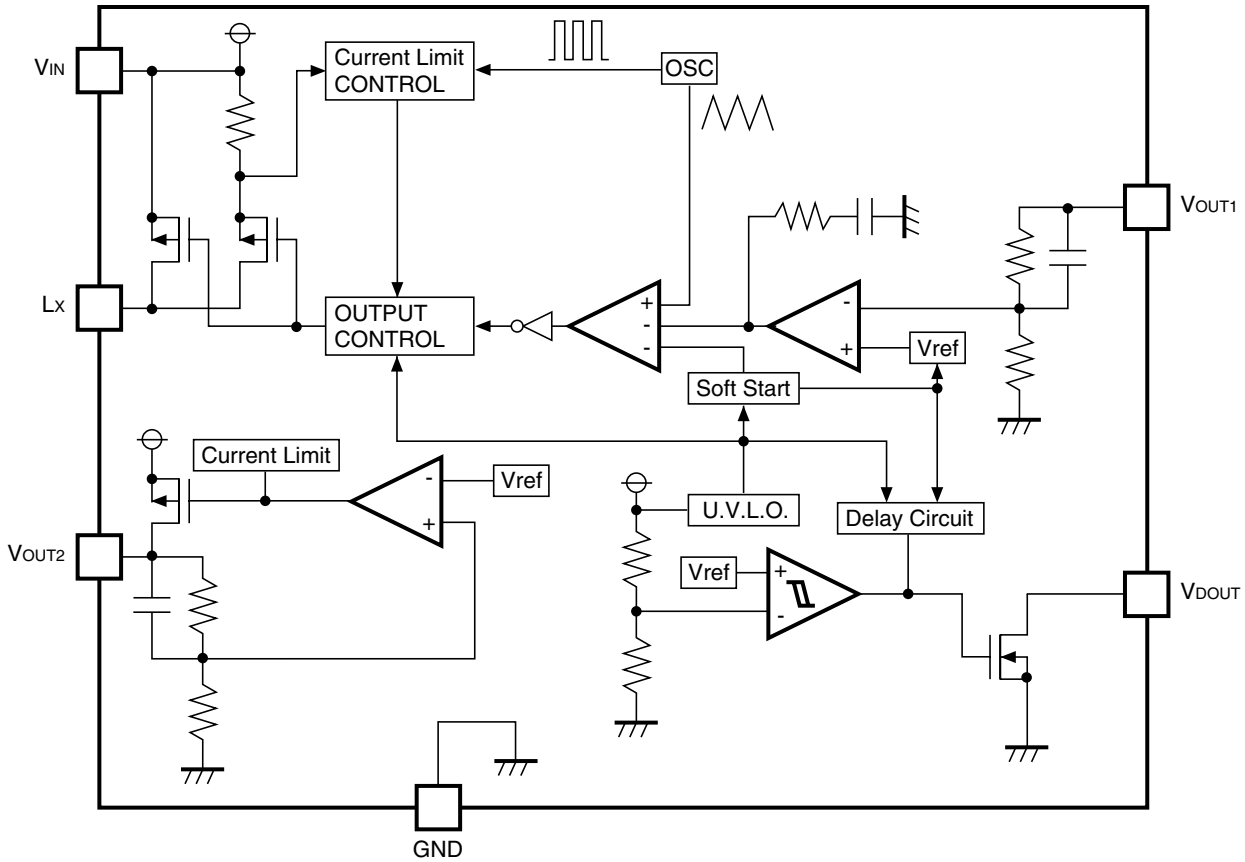 VIN
Current Limit
CONTROL
OSC
VOUT1
LX
OUTPUT
CONTROL
+
-
-
-
+
Vref
Soft Start
Current Limit
-
+
Vref
U.V.L.O.
Delay Circuit
VOUT2
Vref
+
-
VDOUT
GND